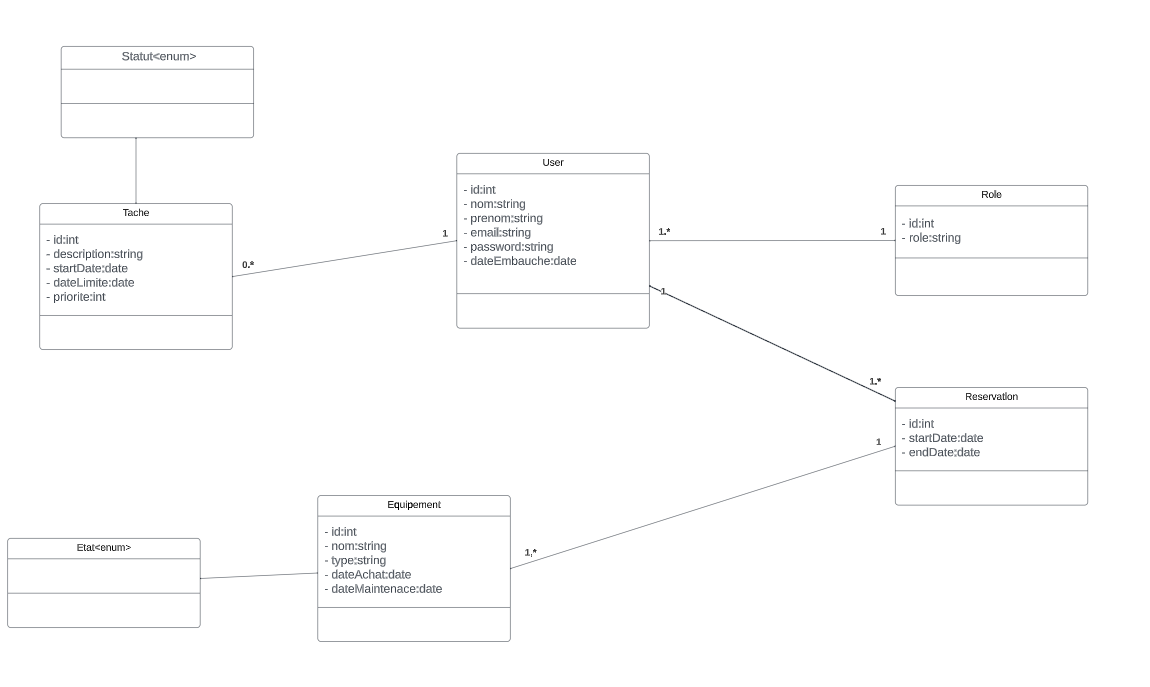 Statut<enum>
Tache
- id:int
- description:string
- startDate:date
- dateLimite:date
- priorite:int
0.*
1
User
- id:int
- nom:string
- prenom:string
- email:string
- password:string
- dateEmbauche:date
1.*
1
Role
- id:int
- role:string
1
1.*
Reservation
- id:int
- startDate:date
- endDate:date
1
1,*
Equipement
- id:int
- nom:string
- type:string
- dateAchat:date
- dateMaintenace:date
Etat<enum>